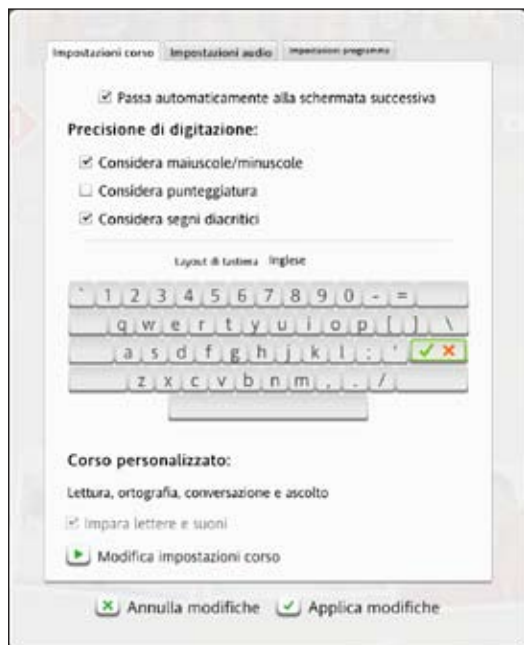 Impostazioni corso Impostazioni audio Impostazioni programma
Passa automaticamente alla schermata successiva
Precisione di digitazione:
Considera maiuscole/minuscole
Considera punteggiatura
Considera segni diacritici
Layout di tastiera Inglese
` 1 2 3 4 5 6 7 8 9 0 - =
q w e r t y u i o p [ ] \
a s d f g h j k l ; '
z x c v b n m , . /
Corso personalizzato:
Lettura, ortografia, conversazione e ascolto
Impara lettere e suoni
Modifica impostazioni corso
Annulla modifiche Applica modifiche